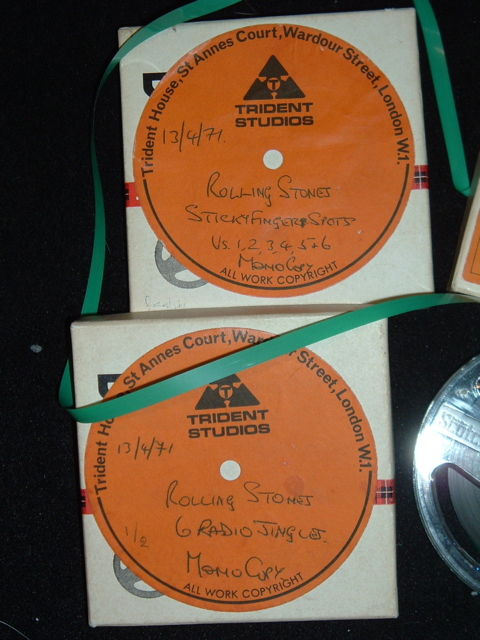 Trident House, St Annes Court, Wardour Street, London W.1.
T
TRIDENT
STUDIOS
13/4/71.
ROLLING STONES
STICKYFINGERS SPOTS
Vs. 1, 2, 3, 4, 5+6
MONO COPY
ALL WORK COPYRIGHT
Trident House, St Annes Court, Wardour Street, London W.1.
T
TRIDENT
STUDIOS
13/4/71
ROLLING STONES
1/2
6 RADIO JINGLES.
MONO COPY
ALL WORK COPYRIGHT